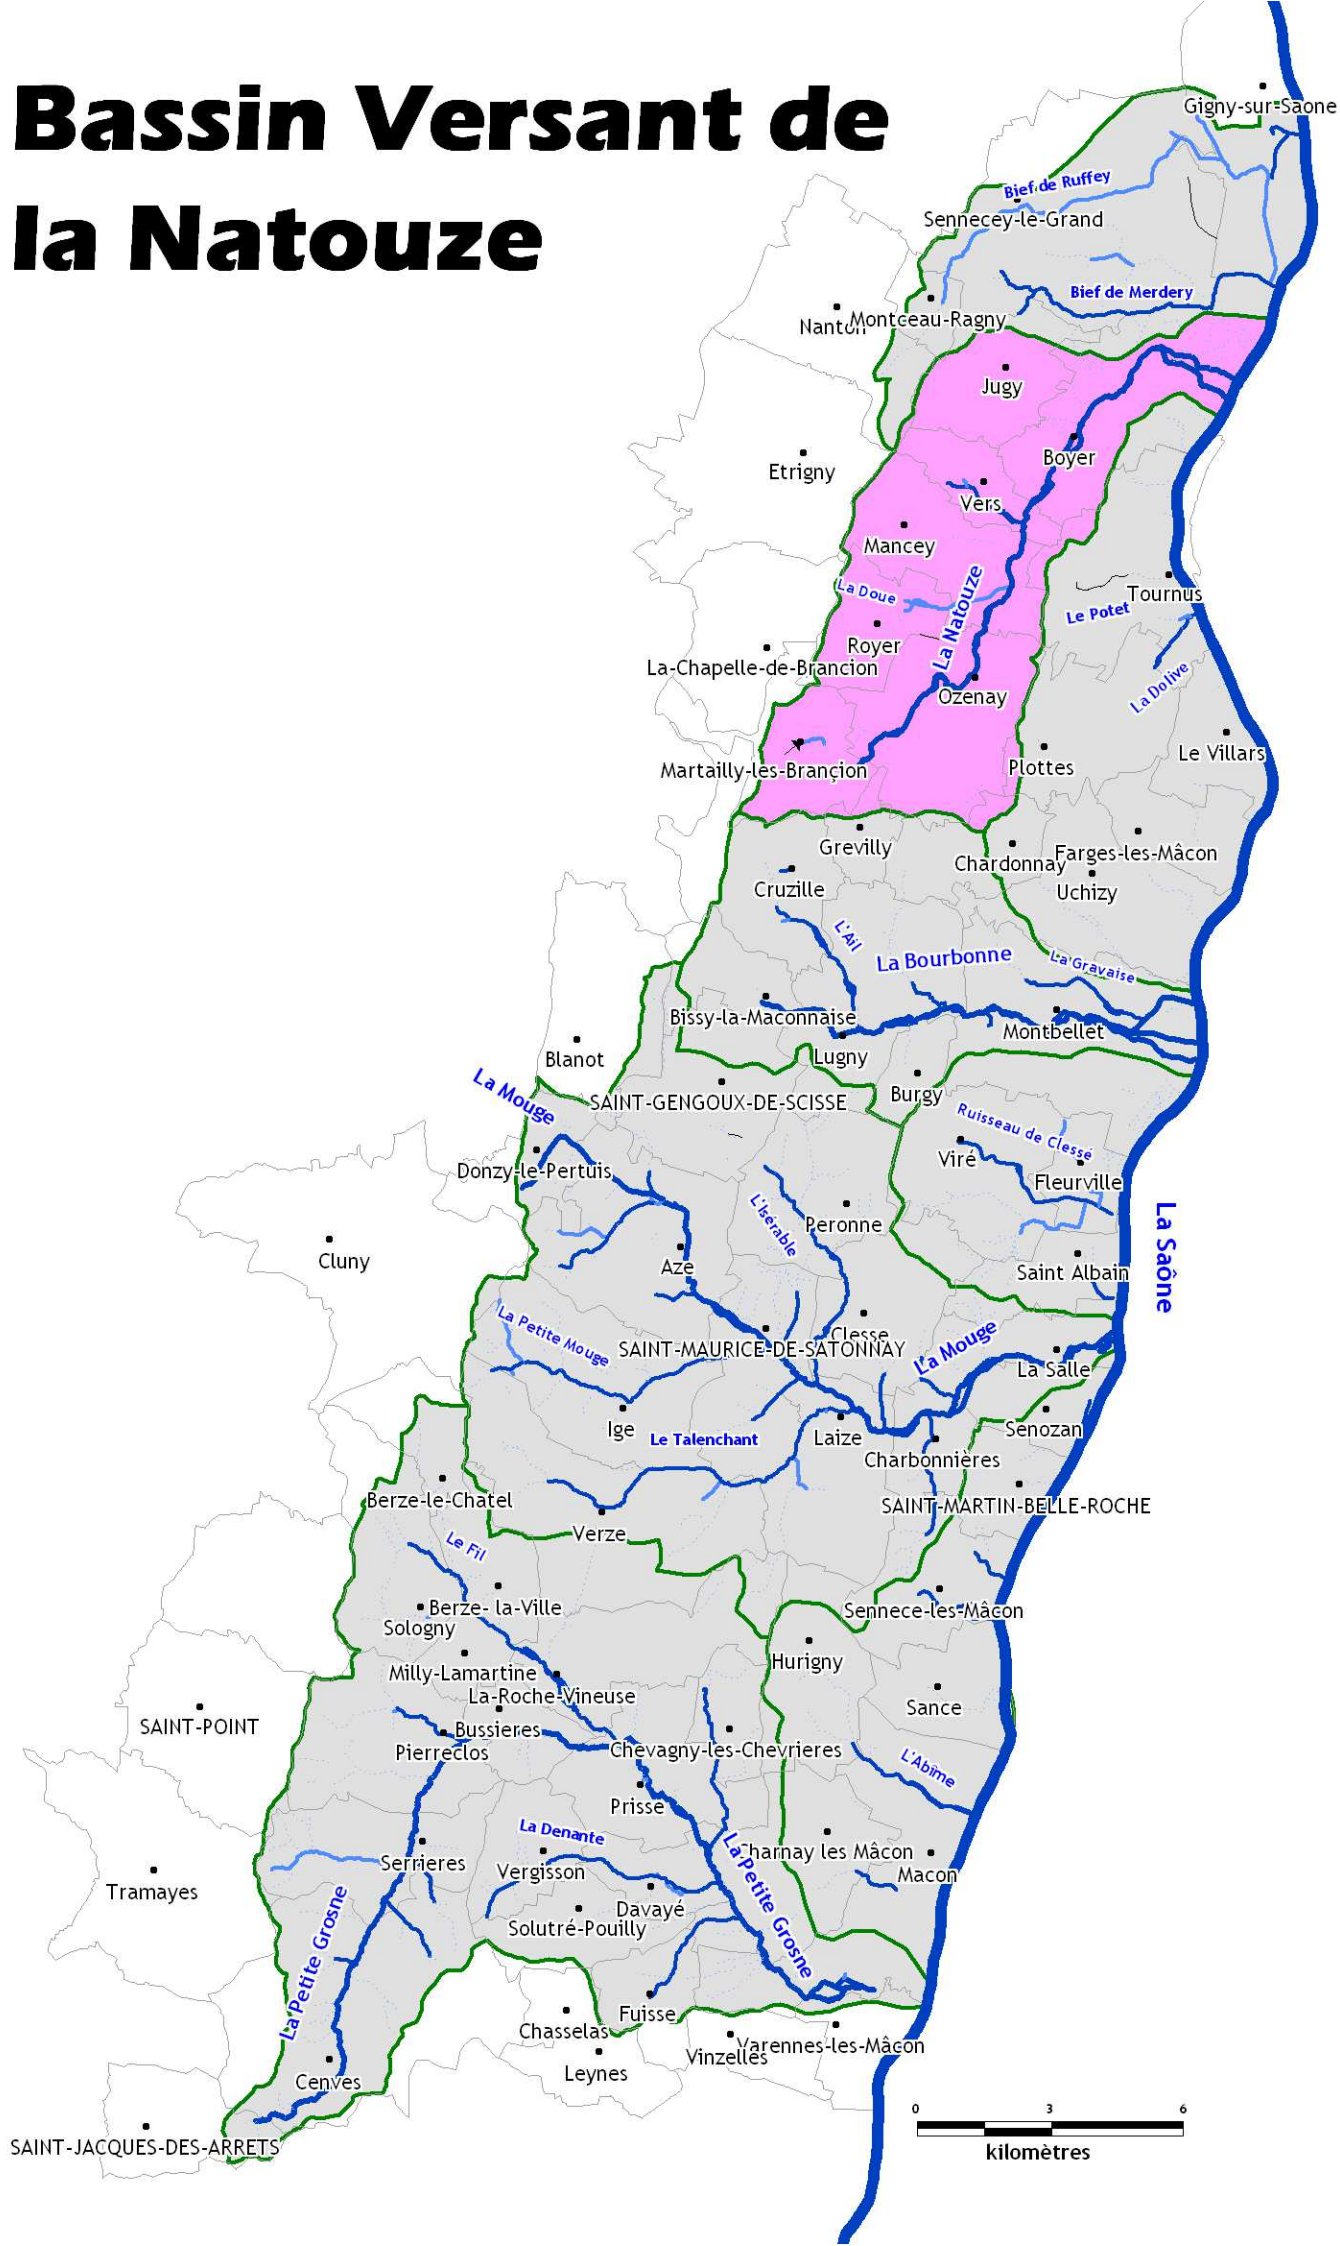 Bassin Versant de
la Natouze
Gigny-sur-Saone
Bief de Ruffey
Sennecey-le-Grand
Bief de Merdery
Nanton
Montceau-Ragny
Jugy
Boyer
Etrigny
Vers
Mancey
La Doue
La Natouze
Tournus
Le Potet
Royer
La-Chapelle-de-Brancion
La Dolive
Ozenay
Le Villars
Plottes
Martailly-les-Brançion
Grevilly
Chardonnay
Farges-les-Mâcon
Uchizy
Cruzille
L'Ail
La Bourbonne
La Gravaise
Bissy-la-Maconnaise
Montbellet
Lugny
Blanot
La Mouge
SAINT-GENGOUX-DE-SCISSE
Burgy
Ruisseau de Clessé
Viré
Donzy-le-Pertuis
Fleurville
L'Isérable
Peronne
La Saône
Cluny
Aze
Saint Albain
La Petite Mouge
Clesse
SAINT-MAURICE-DE-SATONNAY
La Mouge
La Salle
Ige
Le Talenchant
Laize
Senozan
Charbonnières
Berze-le-Chatel
SAINT-MARTIN-BELLE-ROCHE
Verze
Le Fil
Berze- la-Ville
Sennece-les-Mâcon
Sologny
Hurigny
Milly-Lamartine
La-Roche-Vineuse
Sance
SAINT-POINT
Bussieres
Pierreclos
Chevagny-les-Chevrieres
L'Abîme
Prisse
La Denante
Charnay les Mâcon
Serrieres
Vergisson
Macon
Tramayes
La Petite Grosne
Davayé
Solutré-Pouilly
La Petite Grosne
Fuisse
Chasselas
Varennes-les-Mâcon
Vinzelles
Leynes
Cenves
SAINT-JACQUES-DES-ARRETS
0 3 6
kilomètres